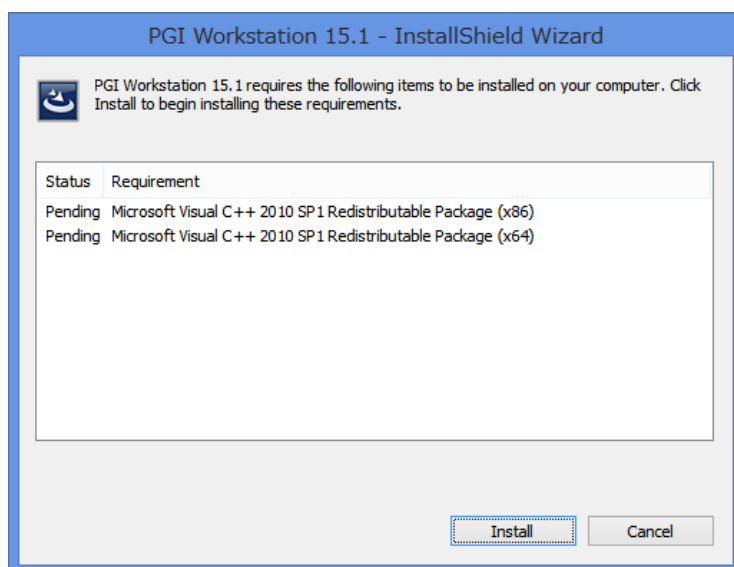 PGI Workstation 15.1 - InstallShield Wizard
PGI Workstation 15.1 requires the following items to be installed on your computer. Click
Install to begin installing these requirements.
Status Requirement
Pending Microsoft Visual C++ 2010 SP1 Redistributable Package (x86)
Pending Microsoft Visual C++ 2010 SP1 Redistributable Package (x64)
Install Cancel